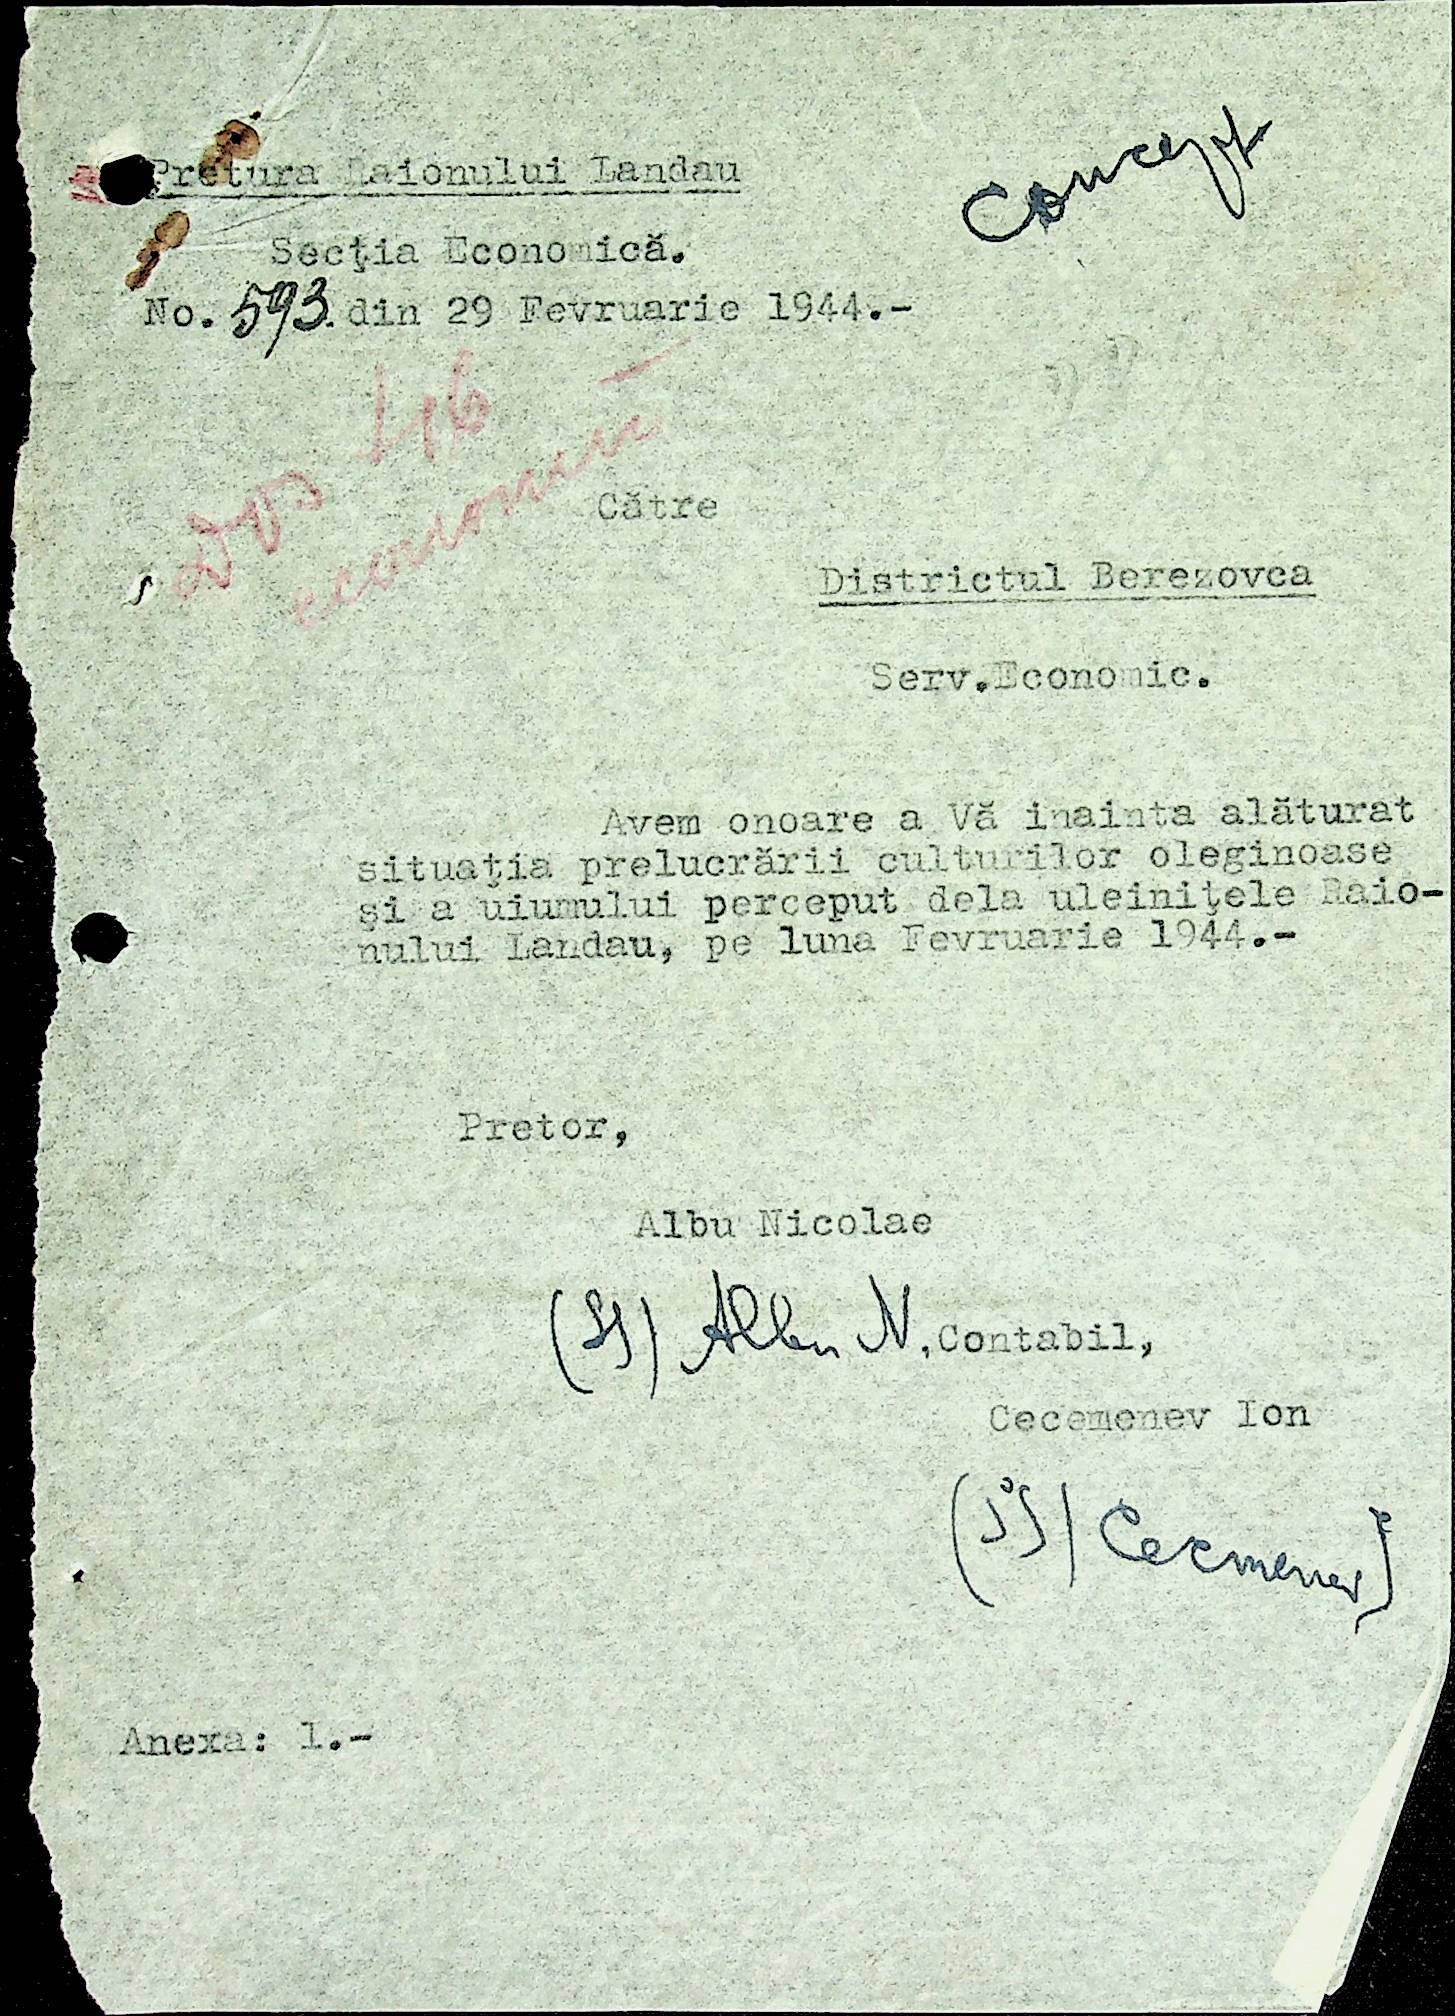 Pretura Raionului Landau
Concept
Secţia Economică.
No. 593. din 29 Fevruarie 1944.-
Dos
economic
Către
Districtul Berezovca
Serv.Economic.
Avem onoare a Vă inainta alăturat
situaţia prelucrării culturilor oleginoase
şi a uiumului perceput dela uleiniţele Raio-
nului Landau, pe luna Fevruarie 1944.-
Pretor,
Albu Nicolae
(ss) Albu N.
Contabil,
Cecemenev Ion
(ss) Cecmenev J
Anexa: 1.-